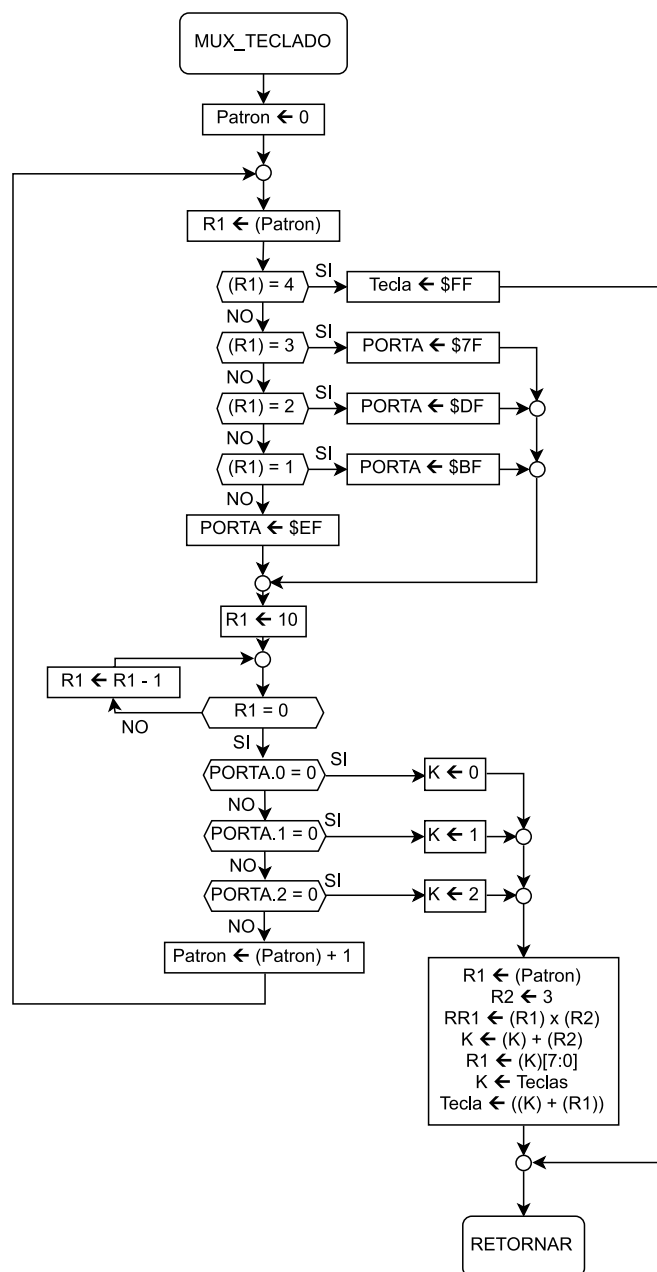 MUX_TECLADO
Patron ← 0
R1 ← (Patron)
(R1) = 4
SI
Tecla ← $FF
NO
(R1) = 3
SI
PORTA ← $7F
NO
(R1) = 2
SI
PORTA ← $DF
NO
(R1) = 1
SI
PORTA ← $BF
NO
PORTA ← $EF
R1 ← 10
R1 ← R1 - 1
R1 = 0
NO
SI
PORTA.0 = 0
SI
K ← 0
NO
PORTA.1 = 0
SI
K ← 1
NO
PORTA.2 = 0
SI
K ← 2
NO
Patron ← (Patron) + 1
R1 ← (Patron)
R2 ← 3
RR1 ← (R1) x (R2)
K ← (K) + (R2)
R1 ← (K)[7:0]
K ← Teclas
Tecla ← ((K) + (R1))
RETORNAR